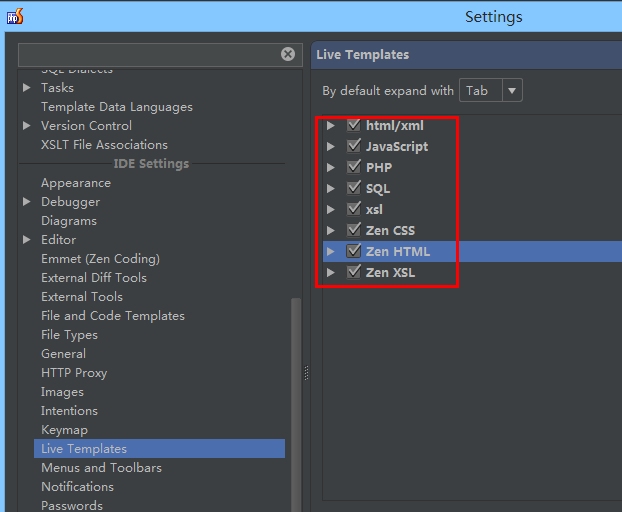 php
Settings
SQL Dialects
Tasks
Template Data Languages
Version Control
XSLT File Associations
IDE Settings
Appearance
Debugger
Diagrams
Editor
Emmet (Zen Coding)
External Diff Tools
External Tools
File and Code Templates
File Types
General
HTTP Proxy
Images
Intentions
Keymap
Live Templates
Menus and Toolbars
Notifications
Passwords
Live Templates
By default expand with Tab
html/xml
JavaScript
PHP
SQL
xsl
Zen CSS
Zen HTML
Zen XSL